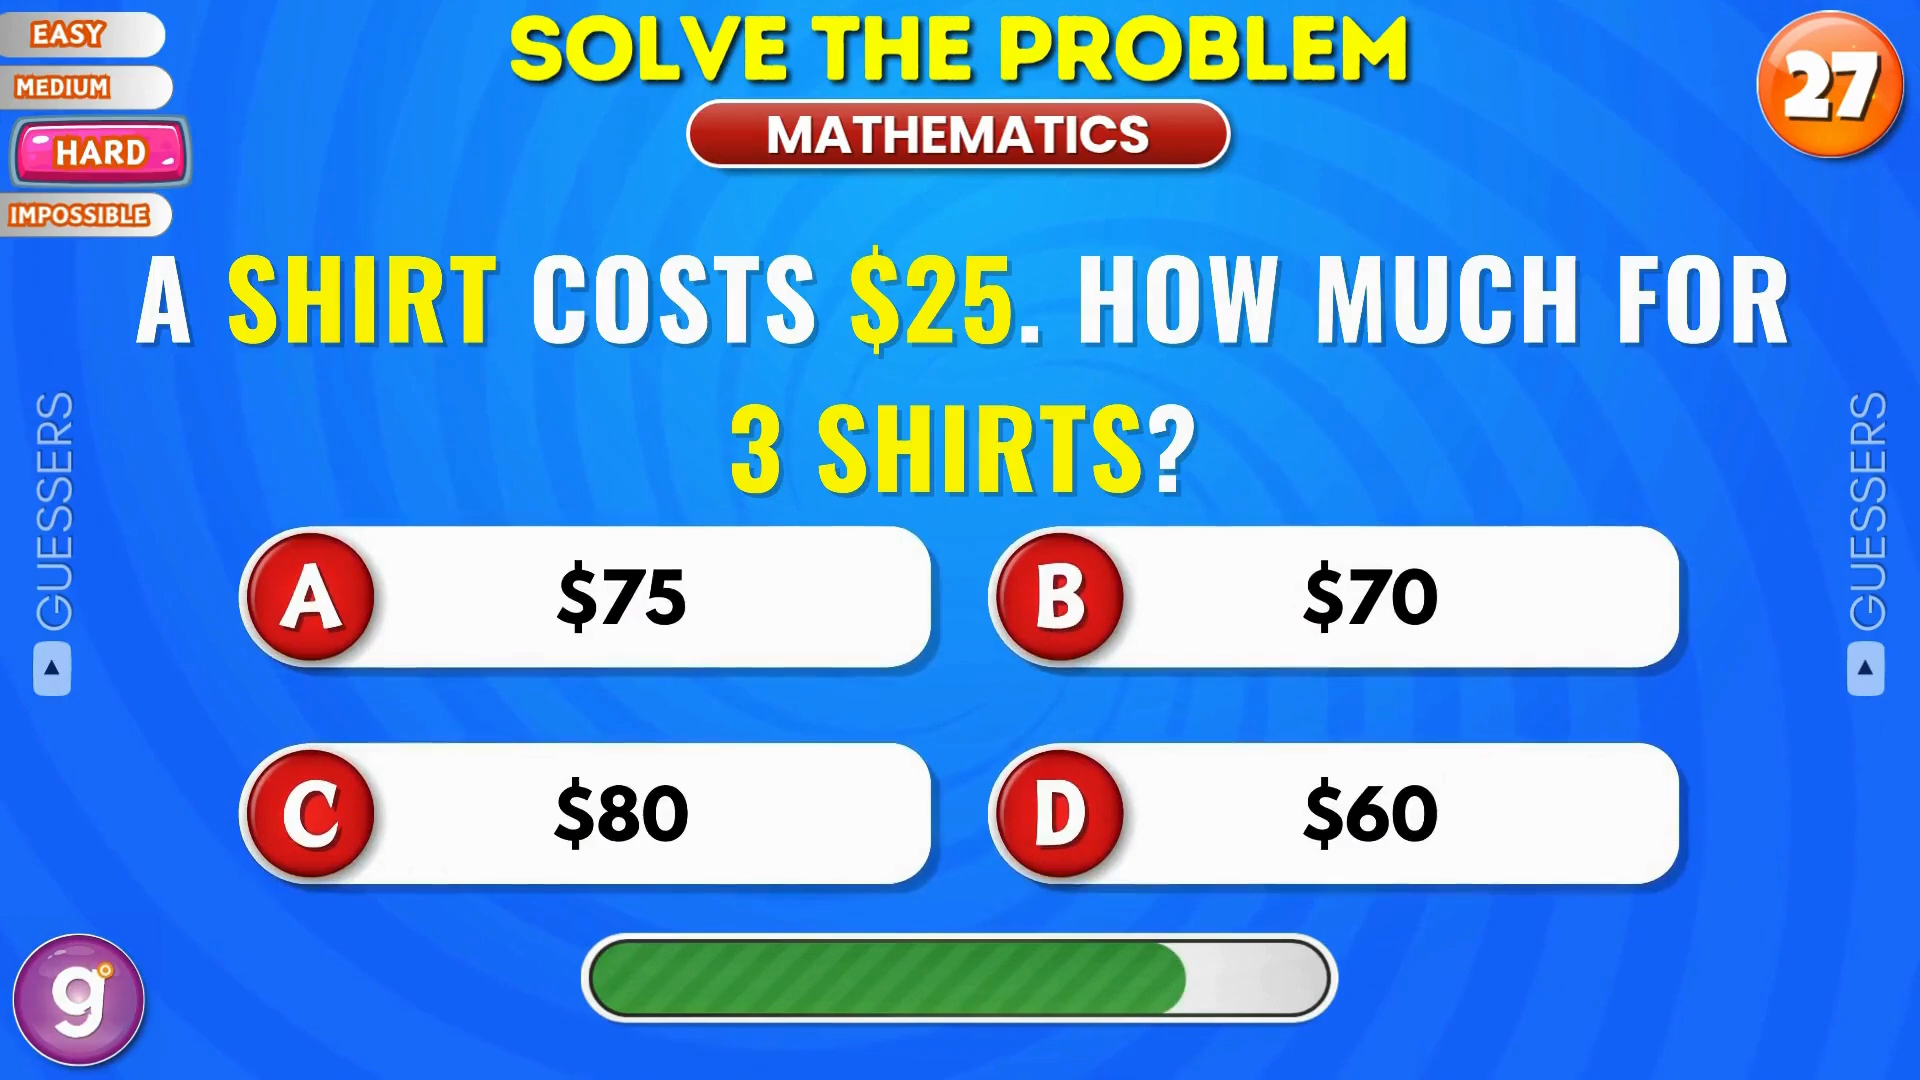 EASY
MEDIUM
HARD
IMPOSSIBLE
SOLVE THE PROBLEM
MATHEMATICS
27
A SHIRT COSTS $25. HOW MUCH FOR
3 SHIRTS?
GUESSERS
GUESSERS
A $75
B $70
C $80
D $60
g